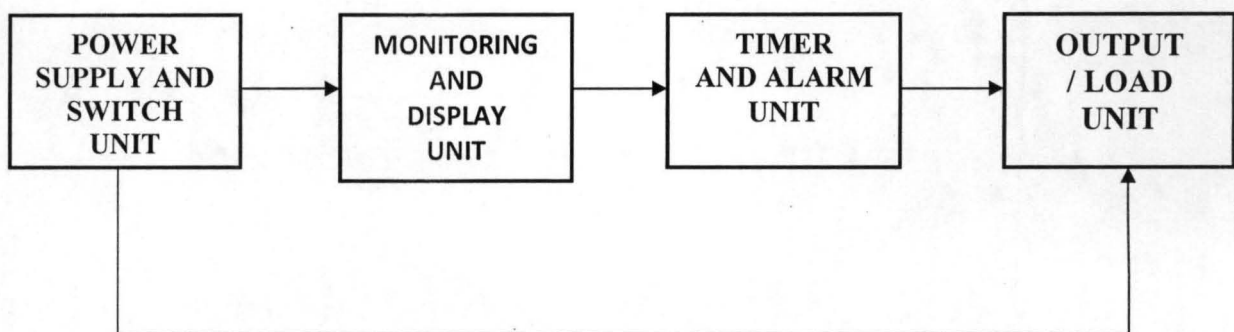 POWER
SUPPLY AND
SWITCH
UNIT
MONITORING
AND
DISPLAY
UNIT
TIMER
AND ALARM
UNIT
OUTPUT
/ LOAD
UNIT